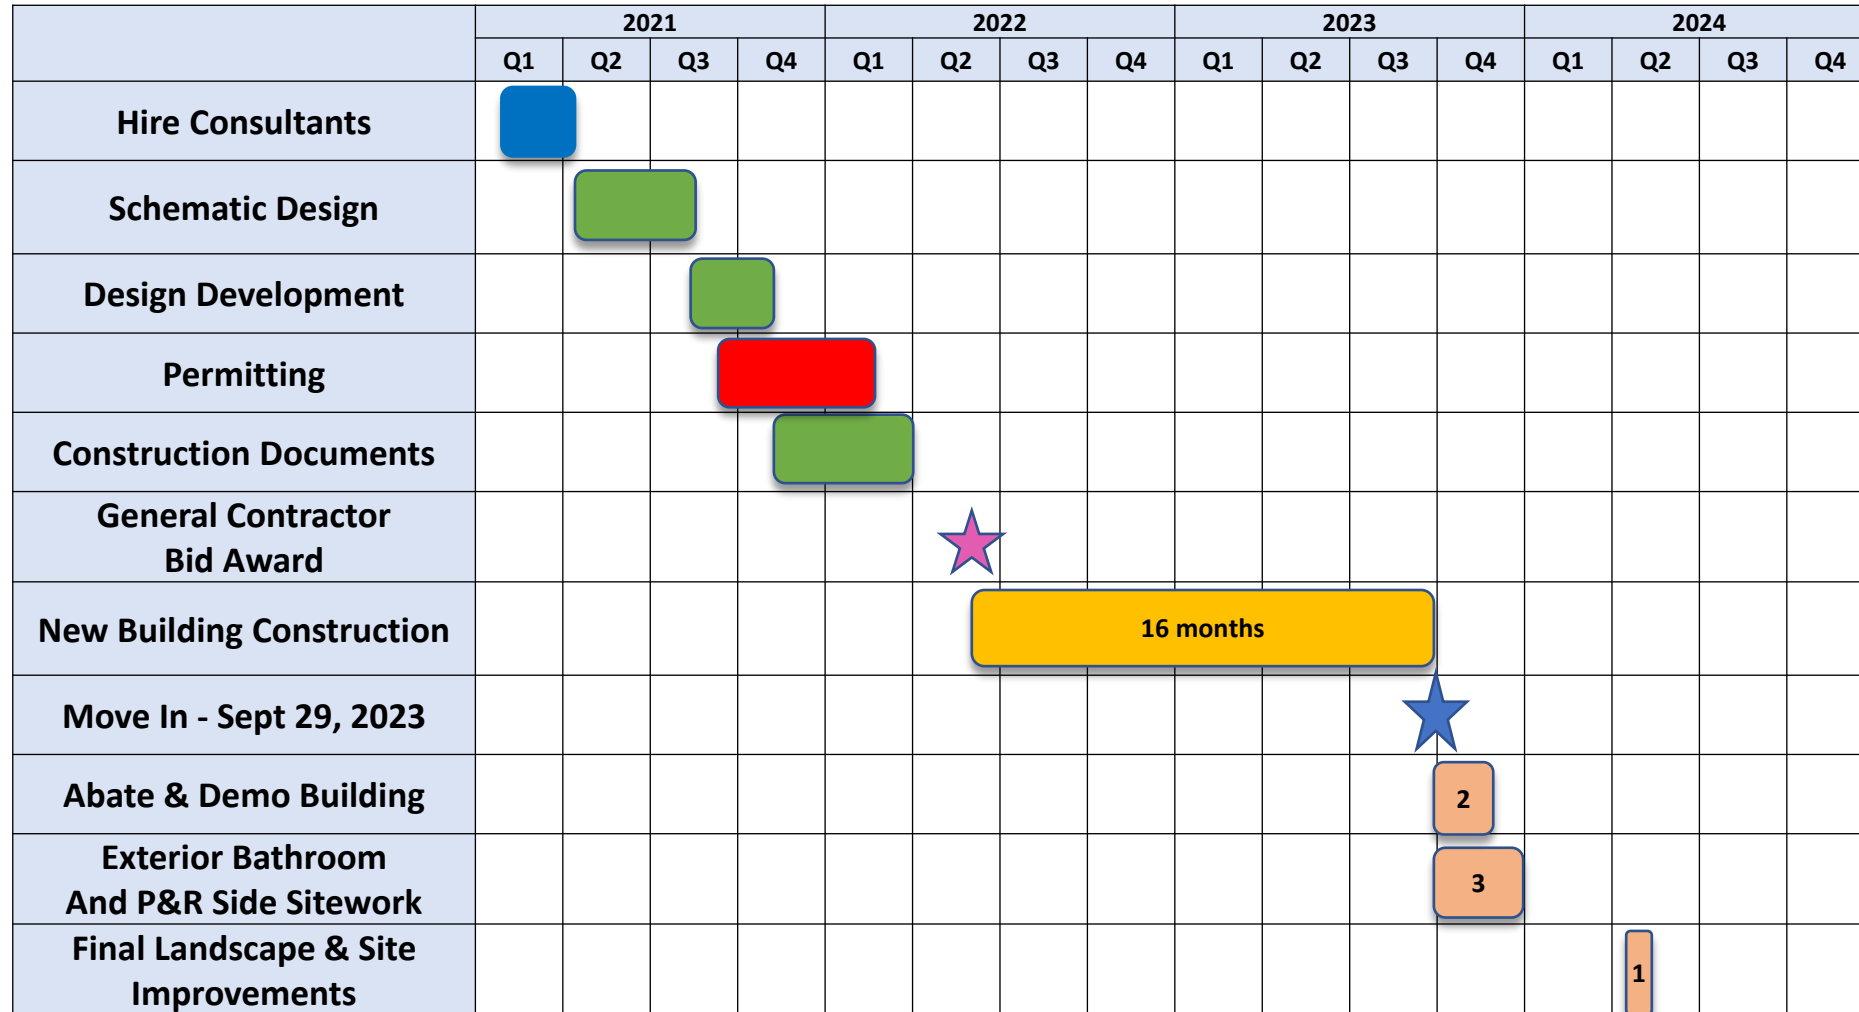 2021 2022 2023 2024
Q1 Q2 Q3 Q4 Q1 Q2 Q3 Q4 Q1 Q2 Q3 Q4 Q1 Q2 Q3 Q4
Hire Consultants
Schematic Design
Design Development
Permitting
Construction Documents
General Contractor
Bid Award
New Building Construction
16 months
Move In - Sept 29, 2023
Abate & Demo Building
2
Exterior Bathroom
And P&R Side Sitework
3
Final Landscape & Site
Improvements
1